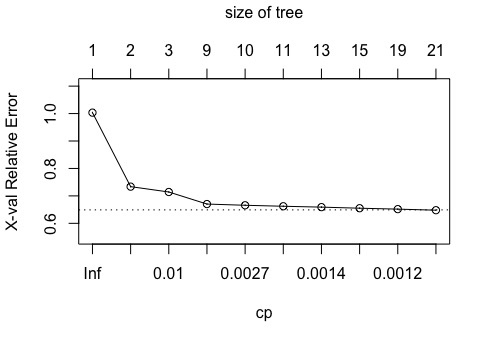 size of tree
1 2 3 9 10 11 13 15 19 21
X-val Relative Error
1.0
0.8
0.6
Inf 0.01 0.0027 0.0014 0.0012
cp